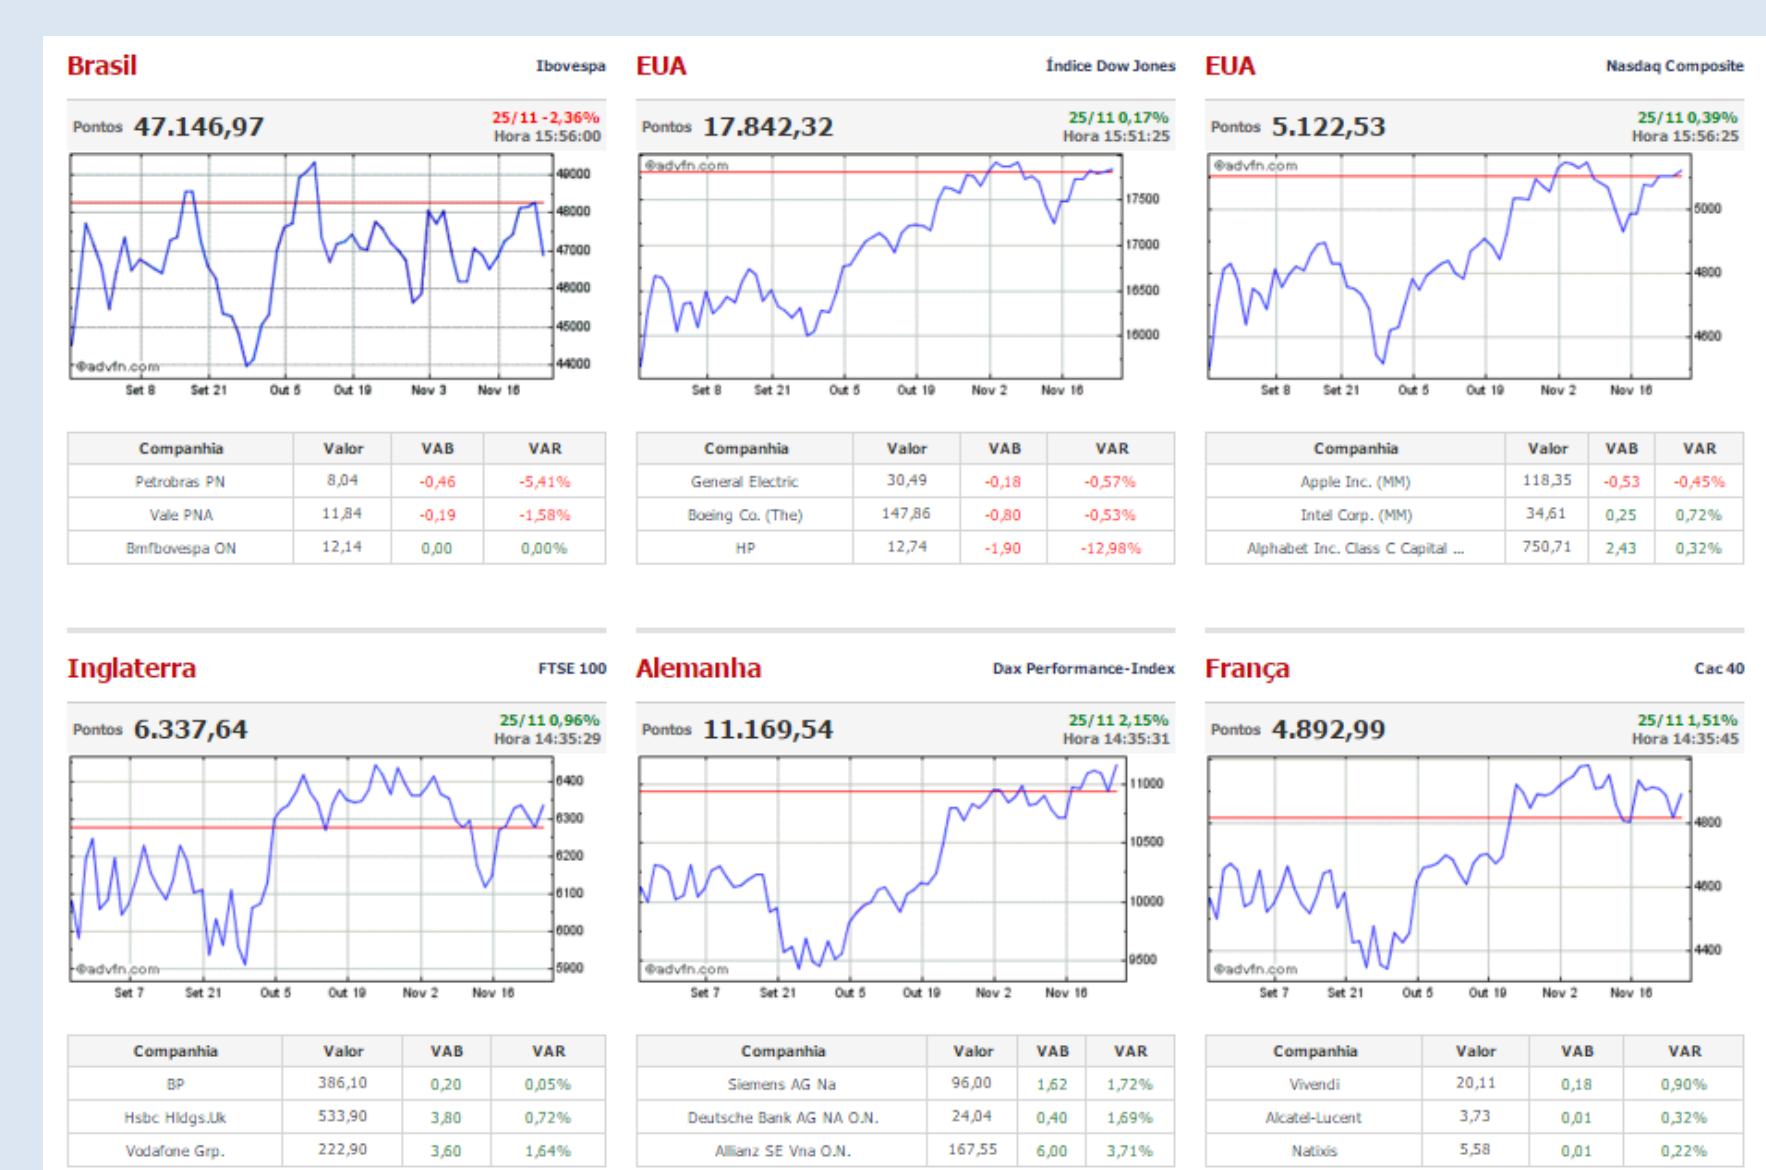 Brasil Ibovespa
Pontos 47.146,97 25/11 -2,36%
Hora 15:56:00
49000
48000
47000
46000
45000
44000
©advfn.com
Set 8 Set 21 Out 5 Out 19 Nov 3 Nov 16
Companhia Valor VAB VAR
Petrobras PN 8,04 -0,46 -5,41%
Vale PNA 11,84 -0,19 -1,58%
Bmfbovespa ON 12,14 0,00 0,00%
EUA Índice Dow Jones
Pontos 17.842,32 25/11 0,17%
Hora 15:51:25
©advfn.com
17500
17000
16500
16000
Set 8 Set 21 Out 5 Out 19 Nov 2 Nov 16
Companhia Valor VAB VAR
General Electric 30,49 -0,18 -0,57%
Boeing Co. (The) 147,86 -0,80 -0,53%
HP 12,74 -1,90 -12,98%
EUA Nasdaq Composite
Pontos 5.122,53 25/11 0,39%
Hora 15:56:25
©advfn.com
5000
4800
4600
Set 8 Set 21 Out 5 Out 19 Nov 2 Nov 16
Companhia Valor VAB VAR
Apple Inc. (MM) 118,35 -0,53 -0,45%
Intel Corp. (MM) 34,61 0,25 0,72%
Alphabet Inc. Class C Capital ... 750,71 2,43 0,32%
Inglaterra FTSE 100
Pontos 6.337,64 25/11 0,96%
Hora 14:35:29
6400
6300
6200
6100
6000
5900
©advfn.com
Set 7 Set 21 Out 5 Out 19 Nov 2 Nov 16
Companhia Valor VAB VAR
BP 386,10 0,20 0,05%
Hsbc Hldgs.Uk 533,90 3,80 0,72%
Vodafone Grp. 222,90 3,60 1,64%
Alemanha Dax Performance-Index
Pontos 11.169,54 25/11 2,15%
Hora 14:35:31
11000
10500
10000
9500
©advfn.com
Set 7 Set 21 Out 5 Out 19 Nov 2 Nov 16
Companhia Valor VAB VAR
Siemens AG Na 96,00 1,62 1,72%
Deutsche Bank AG NA O.N. 24,04 0,40 1,69%
Allianz SE Vna O.N. 167,55 6,00 3,71%
França Cac 40
Pontos 4.892,99 25/11 1,51%
Hora 14:35:45
4800
4600
4400
©advfn.com
Set 7 Set 21 Out 5 Out 19 Nov 2 Nov 16
Companhia Valor VAB VAR
Vivendi 20,11 0,18 0,90%
Alcatel-Lucent 3,73 0,01 0,32%
Natixis 5,58 0,01 0,22%